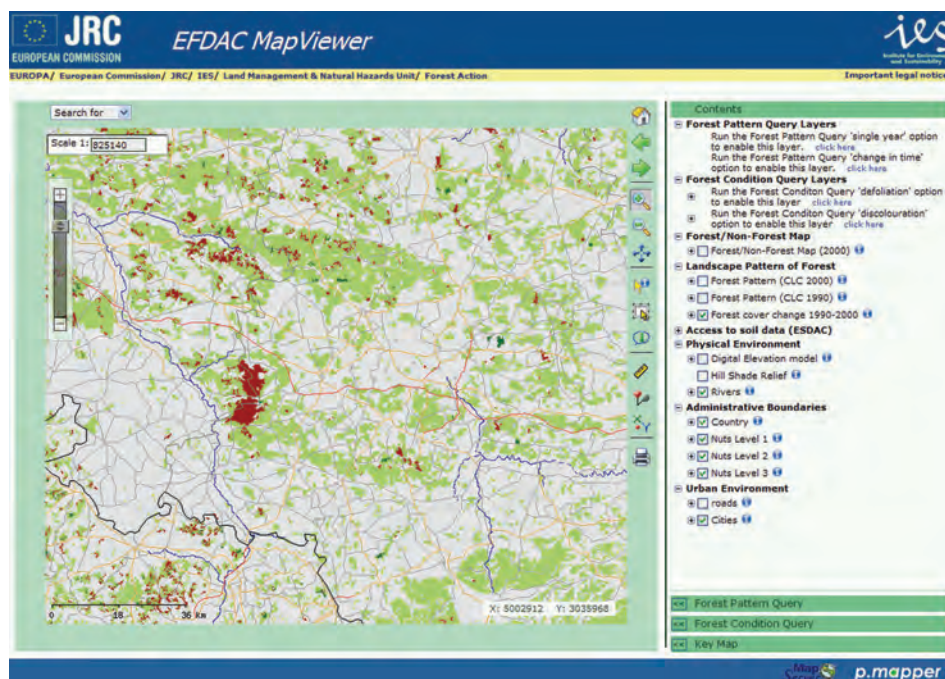 JRC
EUROPEAN COMMISSION
EFDAC MapViewer
ies
Institute for Environment
and Sustainability
EUROPA/ European Commission/ JRC/ IES/ Land Management & Natural Hazards Unit/ Forest Action
Important legal notice
Search for
Scale 1: 825140
Contents
Forest Pattern Query Layers
Run the Forest Pattern Query 'single year' option
to enable this layer. click here
Run the Forest Pattern Query 'change in time'
option to enable this layer. click here
Forest Condition Query Layers
Run the Forest Conditon Query 'defoliation' option
to enable this layer click here
Run the Forest Conditon Query 'discolouration'
option to enable this layer click here
Forest/Non-Forest Map
Forest/Non-Forest Map (2000)
Landscape Pattern of Forest
Forest Pattern (CLC 2000)
Forest Pattern (CLC 1990)
Forest cover change 1990-2000
Access to soil data (ESDAC)
Physical Environment
Digital Elevation model
Hill Shade Relief
Rivers
Administrative Boundaries
Country
Nuts Level 1
Nuts Level 2
Nuts Level 3
Urban Environment
roads
Cities
0 18 36 km
X: 5002912 Y: 3035968
<< Forest Pattern Query
<< Forest Condition Query
<< Key Map
Map
Server
p.mapper